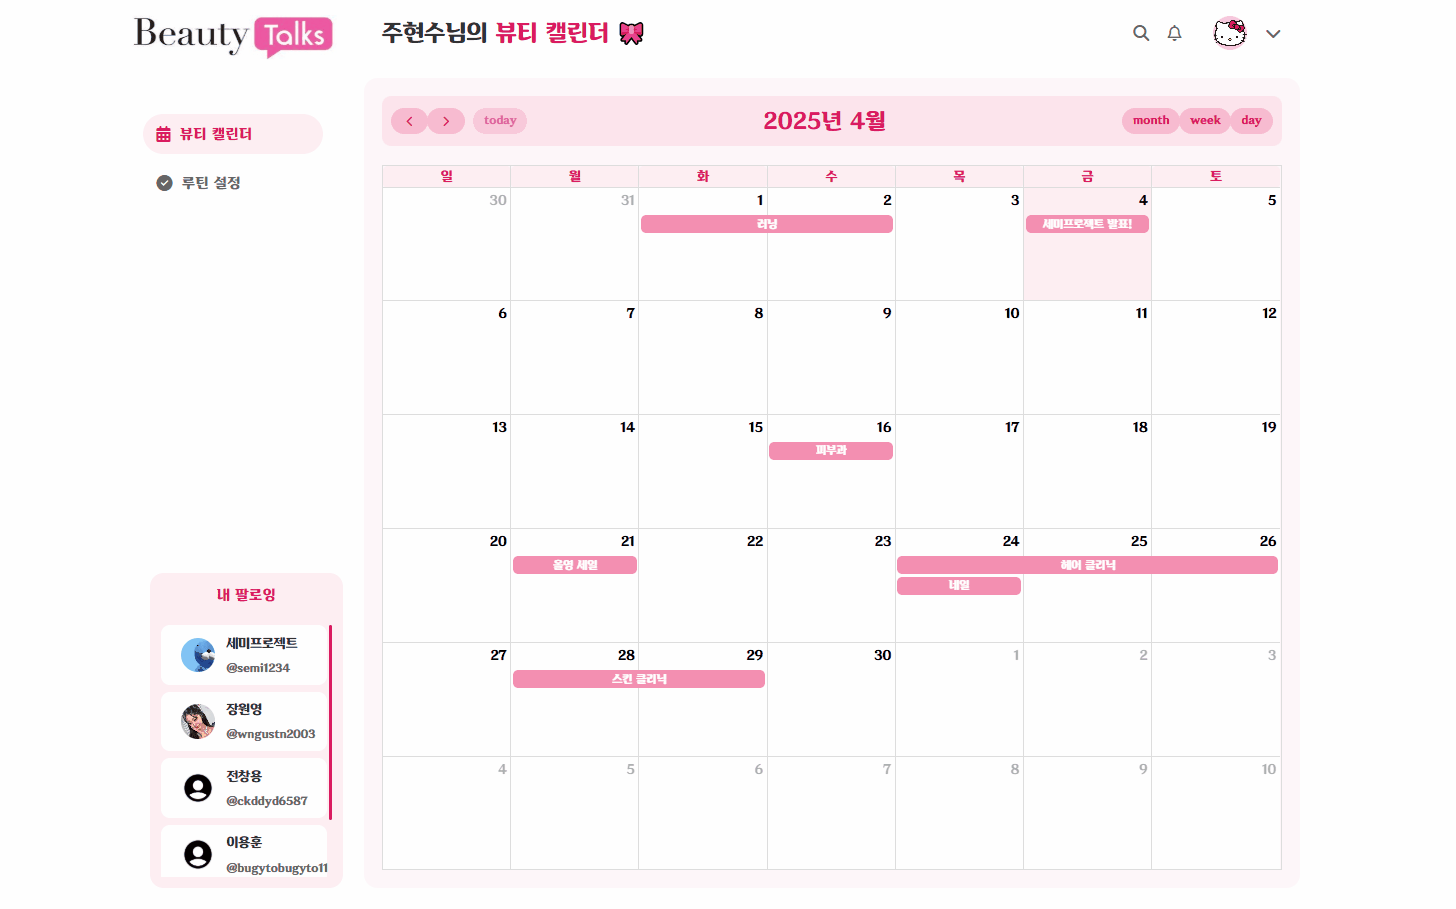 Beauty Talks
주현수님의 뷰티 캘린더
뷰티 캘린더
루틴 설정
today
2025년 4월
month week day
일 월 화 수 목 금 토
30 31 1 2 3 4 5
러닝 세미프로젝트 발표!
6 7 8 9 10 11 12
13 14 15 16 17 18 19
피부과
20 21 22 23 24 25 26
올영 세일 헤어 클리닉
네일
27 28 29 30 1 2 3
스킨 클리닉
4 5 6 7 8 9 10
내 팔로잉
세미프로젝트
@semi1234
장원영
@wngustn2003
전창용
@ckddyd6587
이용훈
@bugytobugyto11